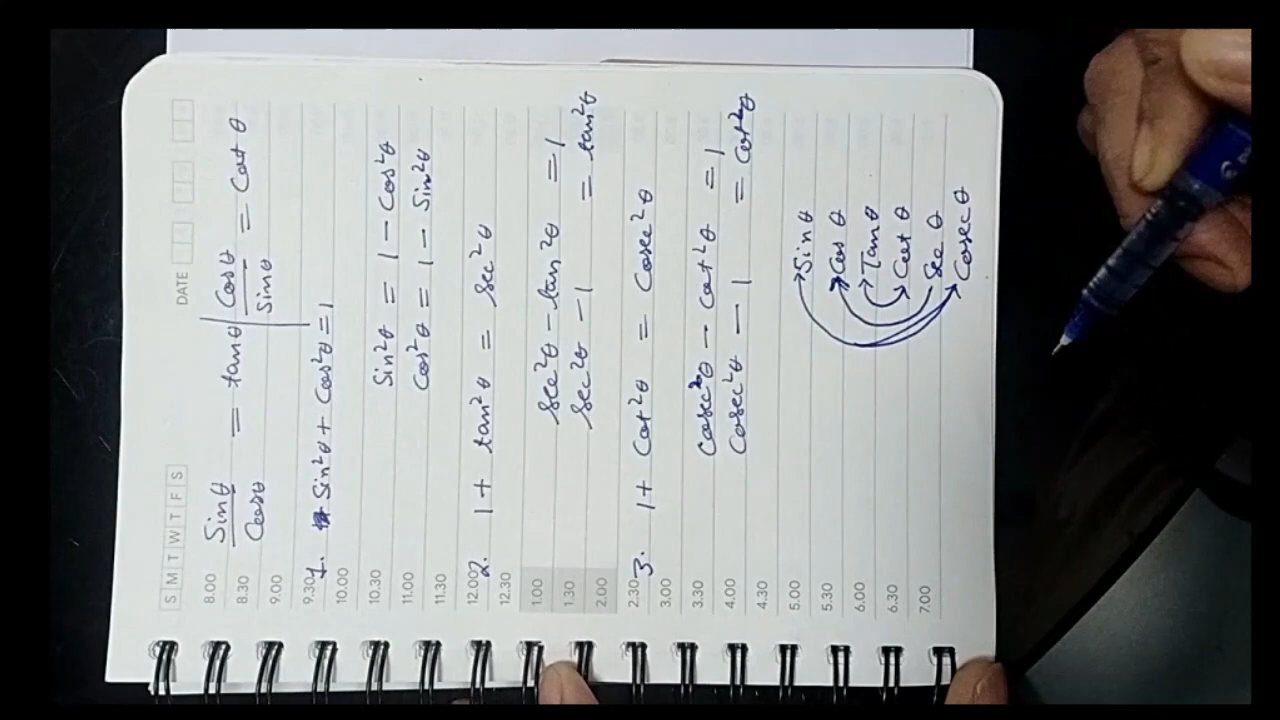 DATE
S M T W T F S
Sinθ/Cosθ = tanθ | Cosθ/Sinθ = Cot θ
1. Sin²θ + Cos²θ = 1
Sin²θ = 1 - Cos²θ
Cos²θ = 1 - Sin²θ
2. 1 + tan²θ = Sec²θ
Sec²θ - tan²θ = 1
Sec²θ - 1 = tan²θ
3. 1 + Cot²θ = Cosec²θ
Cosec²θ - Cot²θ = 1
Cosec²θ - 1 = Cot²θ
Sin θ
Cos θ
Tan θ
Cot θ
Sec θ
Cosec θ
8.00
8.30
9.00
9.30
10.00
10.30
11.00
11.30
12.00
12.30
1.00
1.30
2.00
2.30
3.00
3.30
4.00
4.30
5.00
5.30
6.00
6.30
7.00